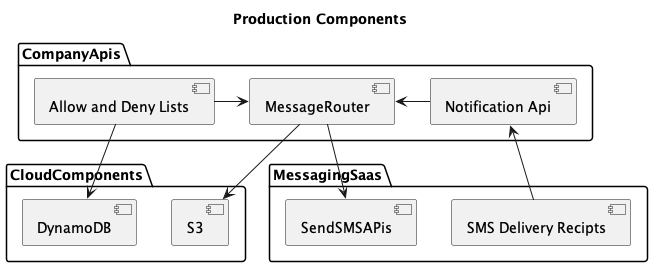 Production Components
CompanyApis
Allow and Deny Lists
MessageRouter
Notification Api
CloudComponents
MessagingSaas
DynamoDB
S3
SendSMSAPis
SMS Delivery Recipts